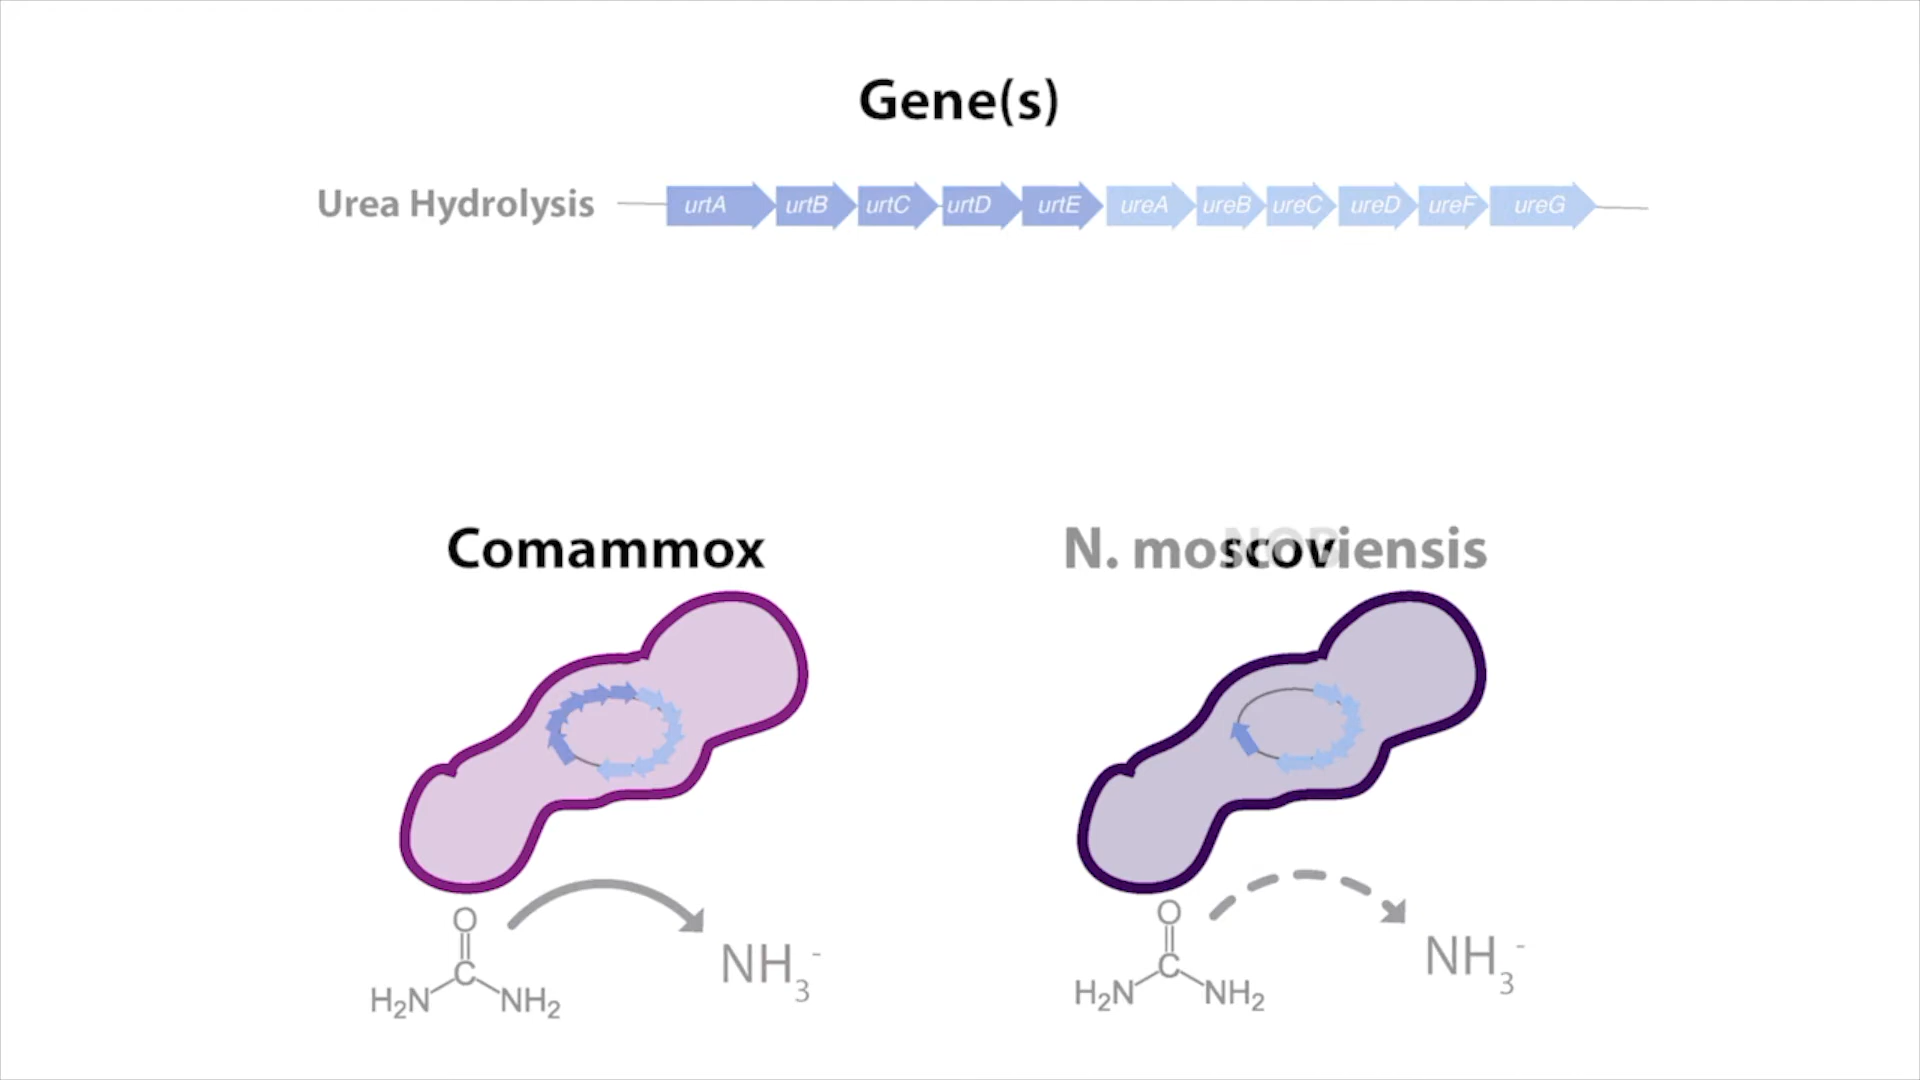 Gene(s)
Urea Hydrolysis urtA urtB urtC urtD urtE ureA ureB ureC ureD ureF ureG
Comammox
N. moscoviensis
O
C
H2N NH2
NH3-
O
C
H2N NH2
NH3-